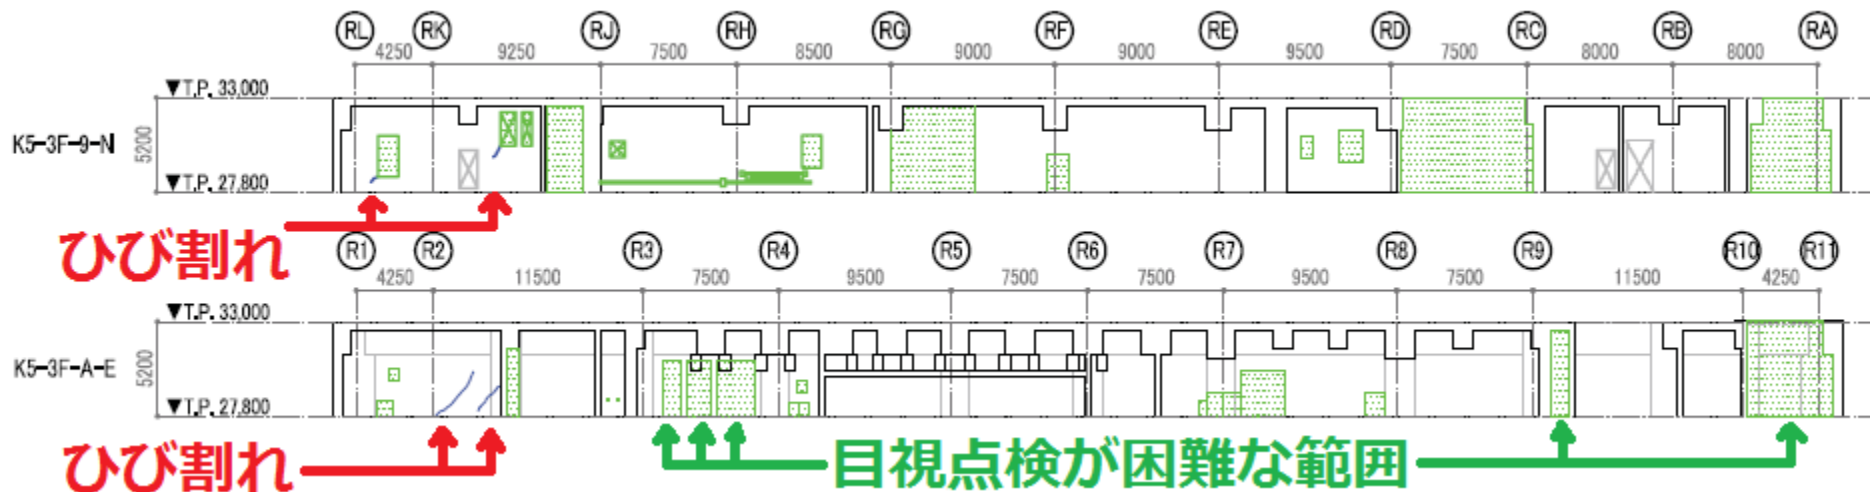 RL RK RJ RH RG RF RE RD RC RB RA
4250 9250 7500 8500 9000 9000 9500 7500 8000 8000
▼T.P. 33,000
K5-3F-9-N
5200
▼T.P. 27,800
ひび割れ
R1 R2 R3 R4 R5 R6 R7 R8 R9 R10 R11
4250 11500 7500 9500 7500 7500 9500 7500 11500 4250
▼T.P. 33,000
K5-3F-A-E
5200
▼T.P. 27,800
ひび割れ
目視点検が困難な範囲